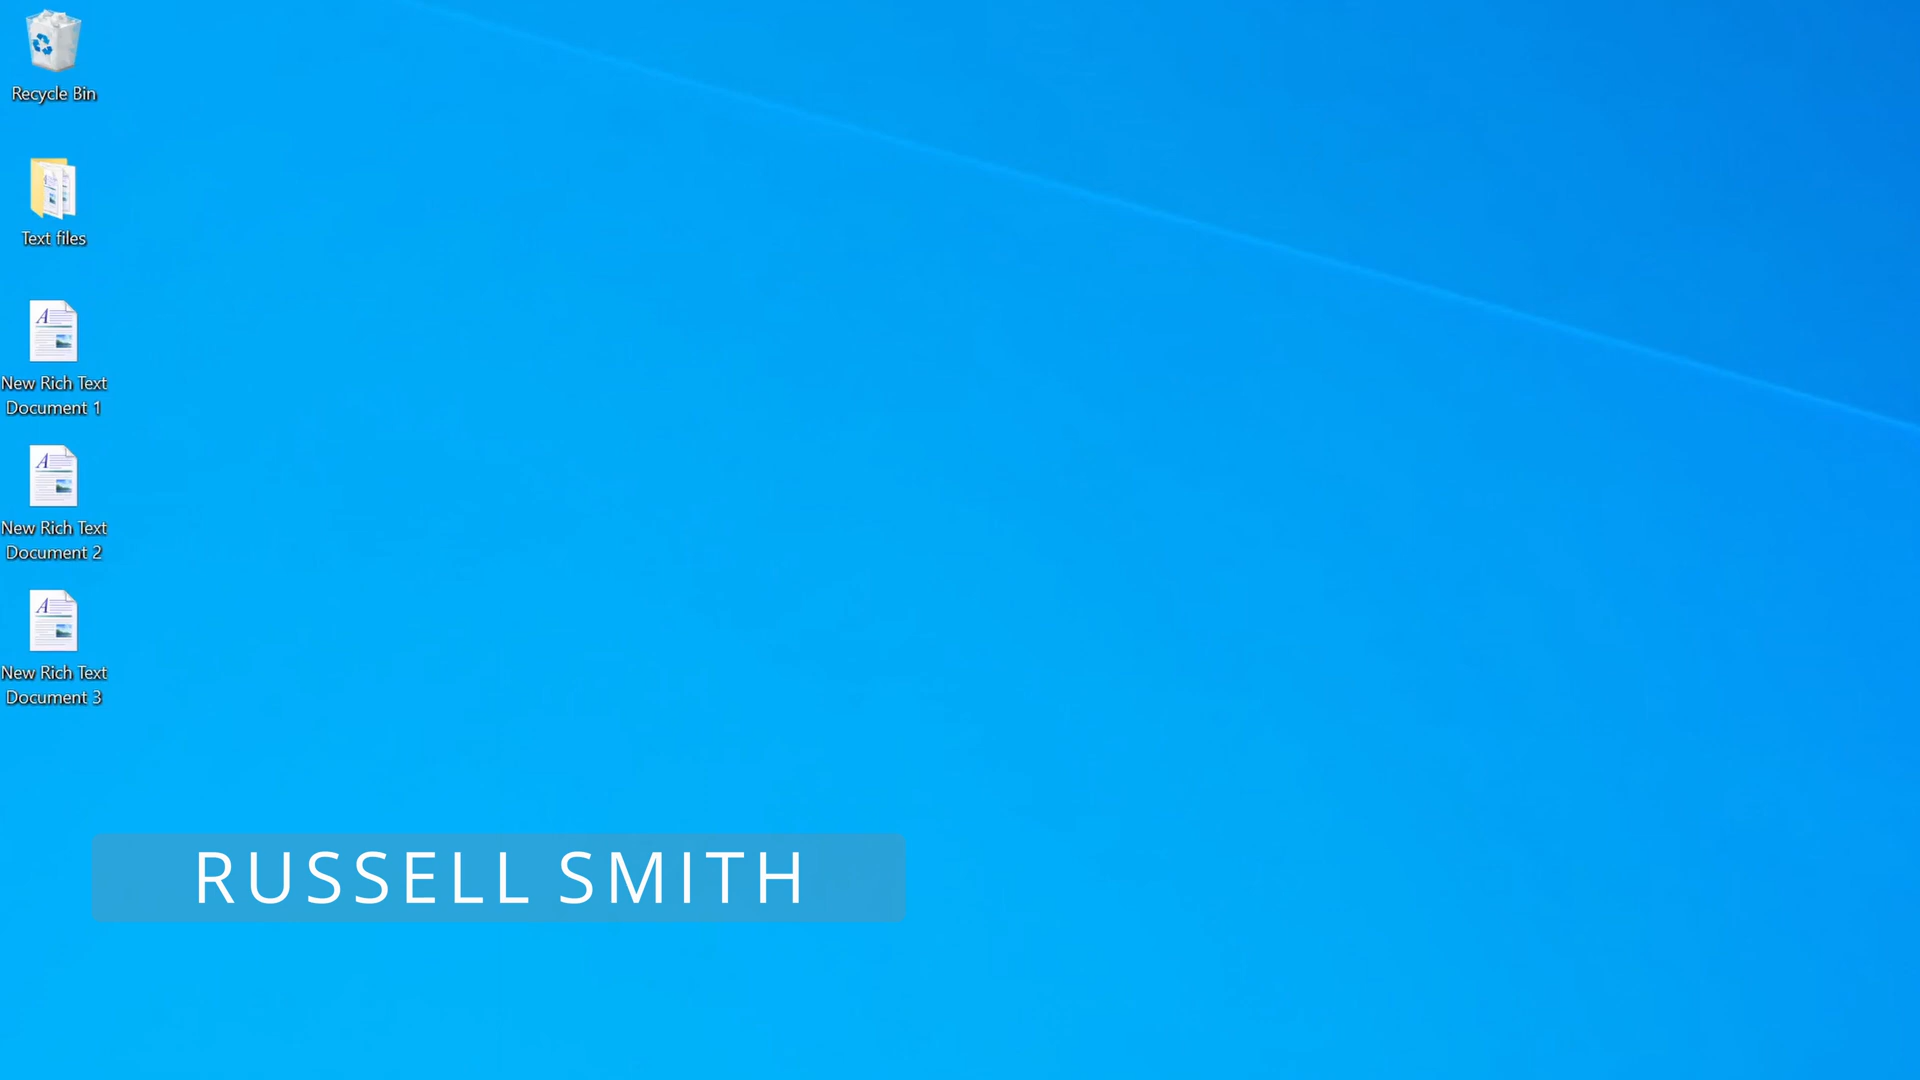 Recycle Bin
Text files
New Rich Text
Document 1
New Rich Text
Document 2
New Rich Text
Document 3
RUSSELL SMITH